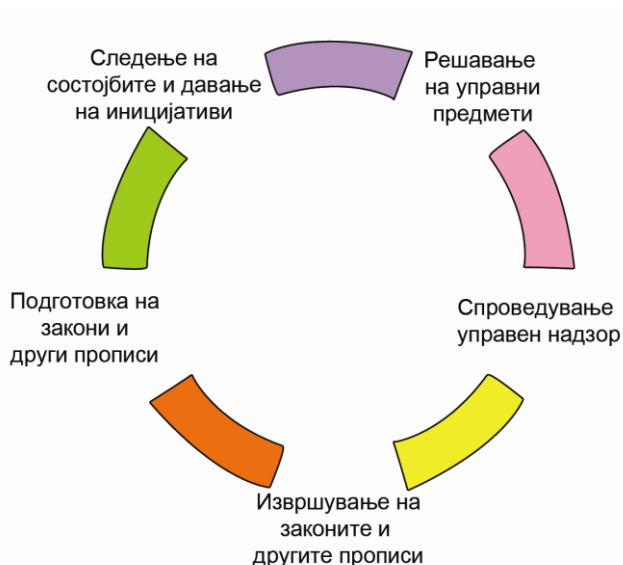 Следење на
состојбите и давање
на иницијативи
Решавање
на управни
предмети
Спроведување
управен надзор
Извршување на
законите и
другите прописи
Подготовка на
закони и
други прописи